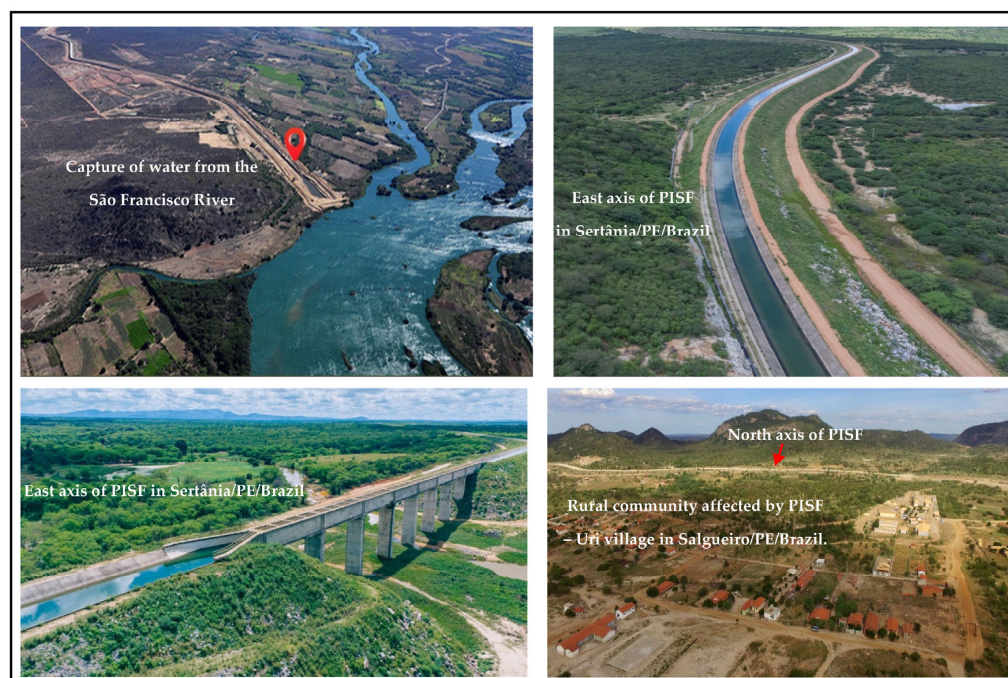 Capture of water from the
São Francisco River
East axis of PISF
in Sertânia/PE/Brazil
East axis of PISF in Sertânia/PE/Brazil
North axis of PISF
Rural community affected by PISF
– Uri village in Salgueiro/PE/Brazil.